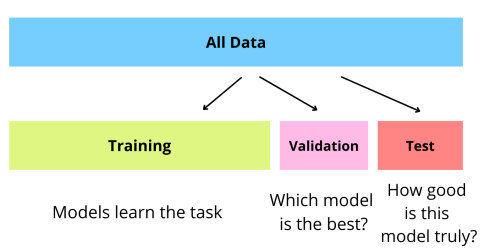 All Data
Training
Validation
Test
Models learn the task
Which model
is the best?
How good
is this
model truly?